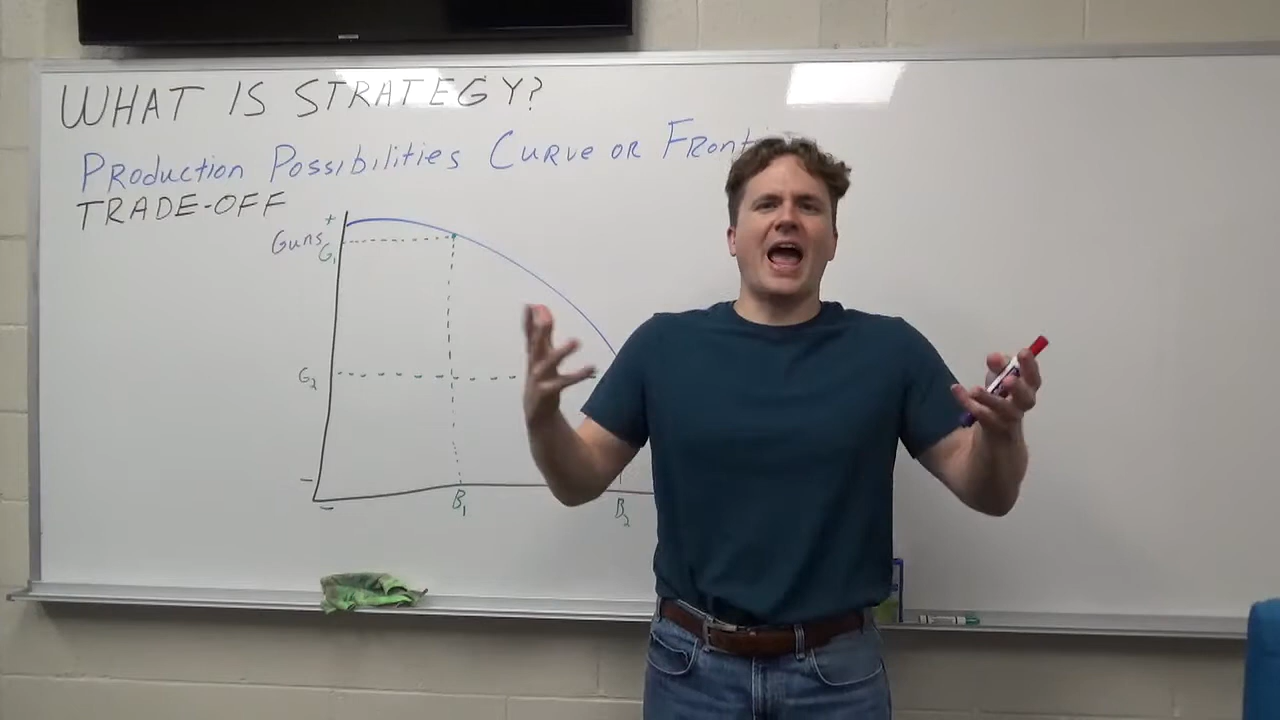 WHAT IS STRATEGY?
PRoduction Possibilities CuRVE oR FRont
TRADE-OFF
+
Guns
G1
G2
-
-
B1
B2